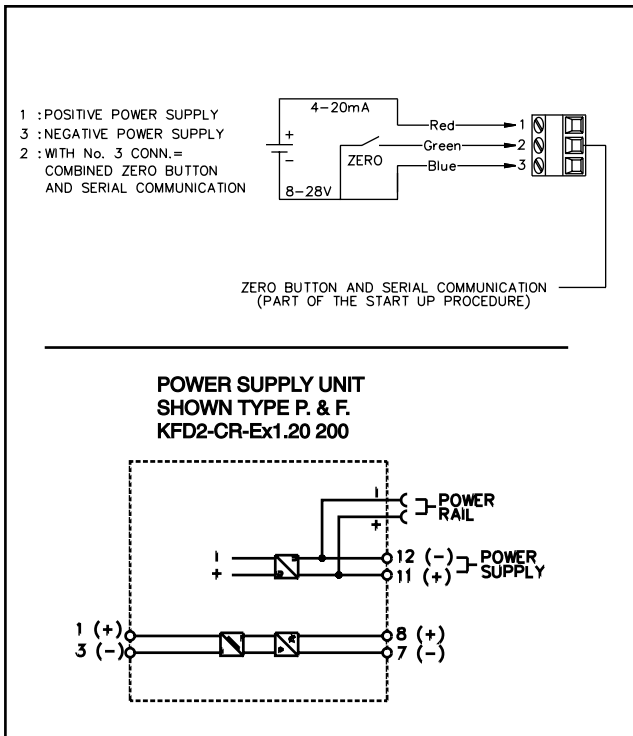 1 : POSITIVE POWER SUPPLY
3 : NEGATIVE POWER SUPPLY
2 : WITH No. 3 CONN.=
COMBINED ZERO BUTTON
AND SERIAL COMMUNICATION
4-20mA
+
-
ZERO
8-28V
Red 1
Green 2
Blue 3
ZERO BUTTON AND SERIAL COMMUNICATION
(PART OF THE START UP PROCEDURE)
POWER SUPPLY UNIT
SHOWN TYPE P. & F.
KFD2-CR-Ex1.20 200
POWER
RAIL
+
+
12 (-)
11 (+)
POWER
SUPPLY
1 (+)
3 (-)
8 (+)
7 (-)